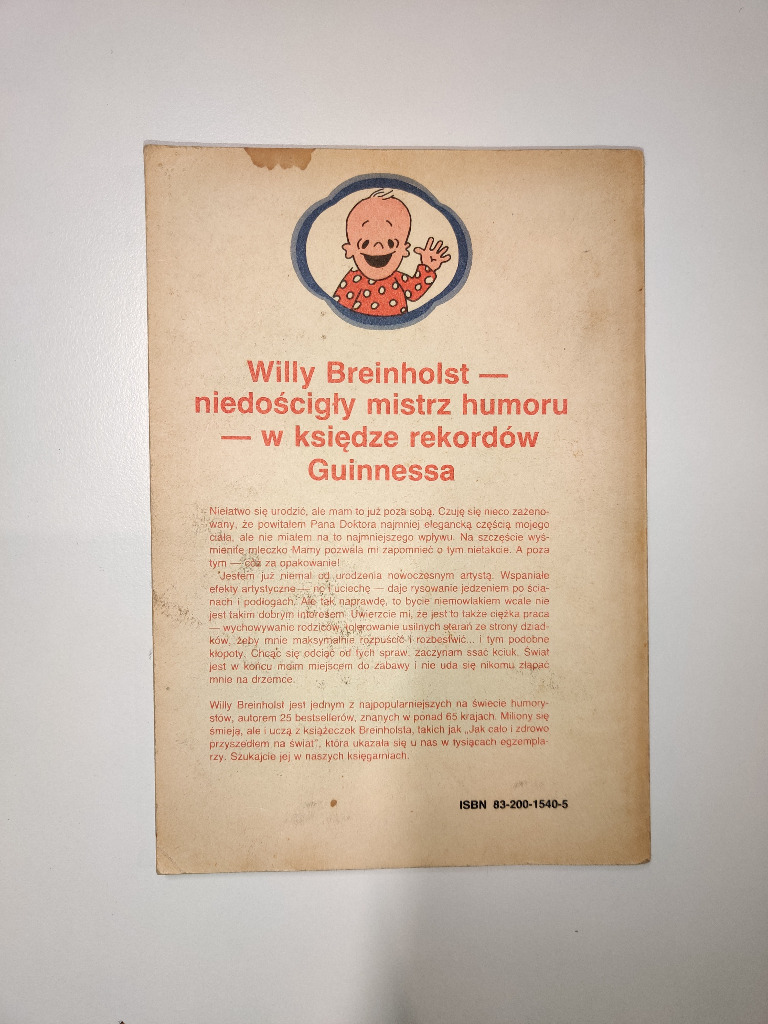 Willy Breinholst —
niedościgły mistrz humoru
— w księdze rekordów
Guinnessa
Niełatwo się urodzić, ale mam to już poza sobą. Czuję się nieco zażeno-
wany, że powitałem Pana Doktora najmniej elegancką częścią mojego
ciała, ale nie miałem na to najmniejszego wpływu. Na szczęście wyś-
mienite mleczko Mamy pozwala mi zapomnieć o tym nietakcie. A poza
tym — cóż za opakowanie!
Jestem już niemal od urodzenia nowoczesnym artystą. Wspaniałe
efekty artystyczne — no i uciechę — daje rysowanie jedzeniem po ścia-
nach i podłogach. Ale tak naprawdę, to bycie niemowlakiem wcale nie
jest takim dobrym interesem. Uwierzcie mi, że jest to także ciężka praca
— wychowywanie rodziców, tolerowanie usilnych starań ze strony dziad-
ków, żeby mnie maksymalnie rozpuścić i rozbestwić... i tym podobne
kłopoty. Chcąc się odciąć od tych spraw, zaczynam ssać kciuk. Świat
jest w końcu moim miejscem do zabawy i nie uda się nikomu złapać
mnie na drzemce.
Willy Breinholst jest jednym z najpopularniejszych na świecie humory-
stów, autorem 25 bestsellerów, znanych w ponad 65 krajach. Miliony się
śmieją, ale i uczą z książeczek Breinholsta, takich jak „Jak cało i zdrowo
przyszedłem na świat", która ukazała się u nas w tysiącach egzempla-
rzy. Szukajcie jej w naszych księgarniach.
ISBN 83-200-1540-5